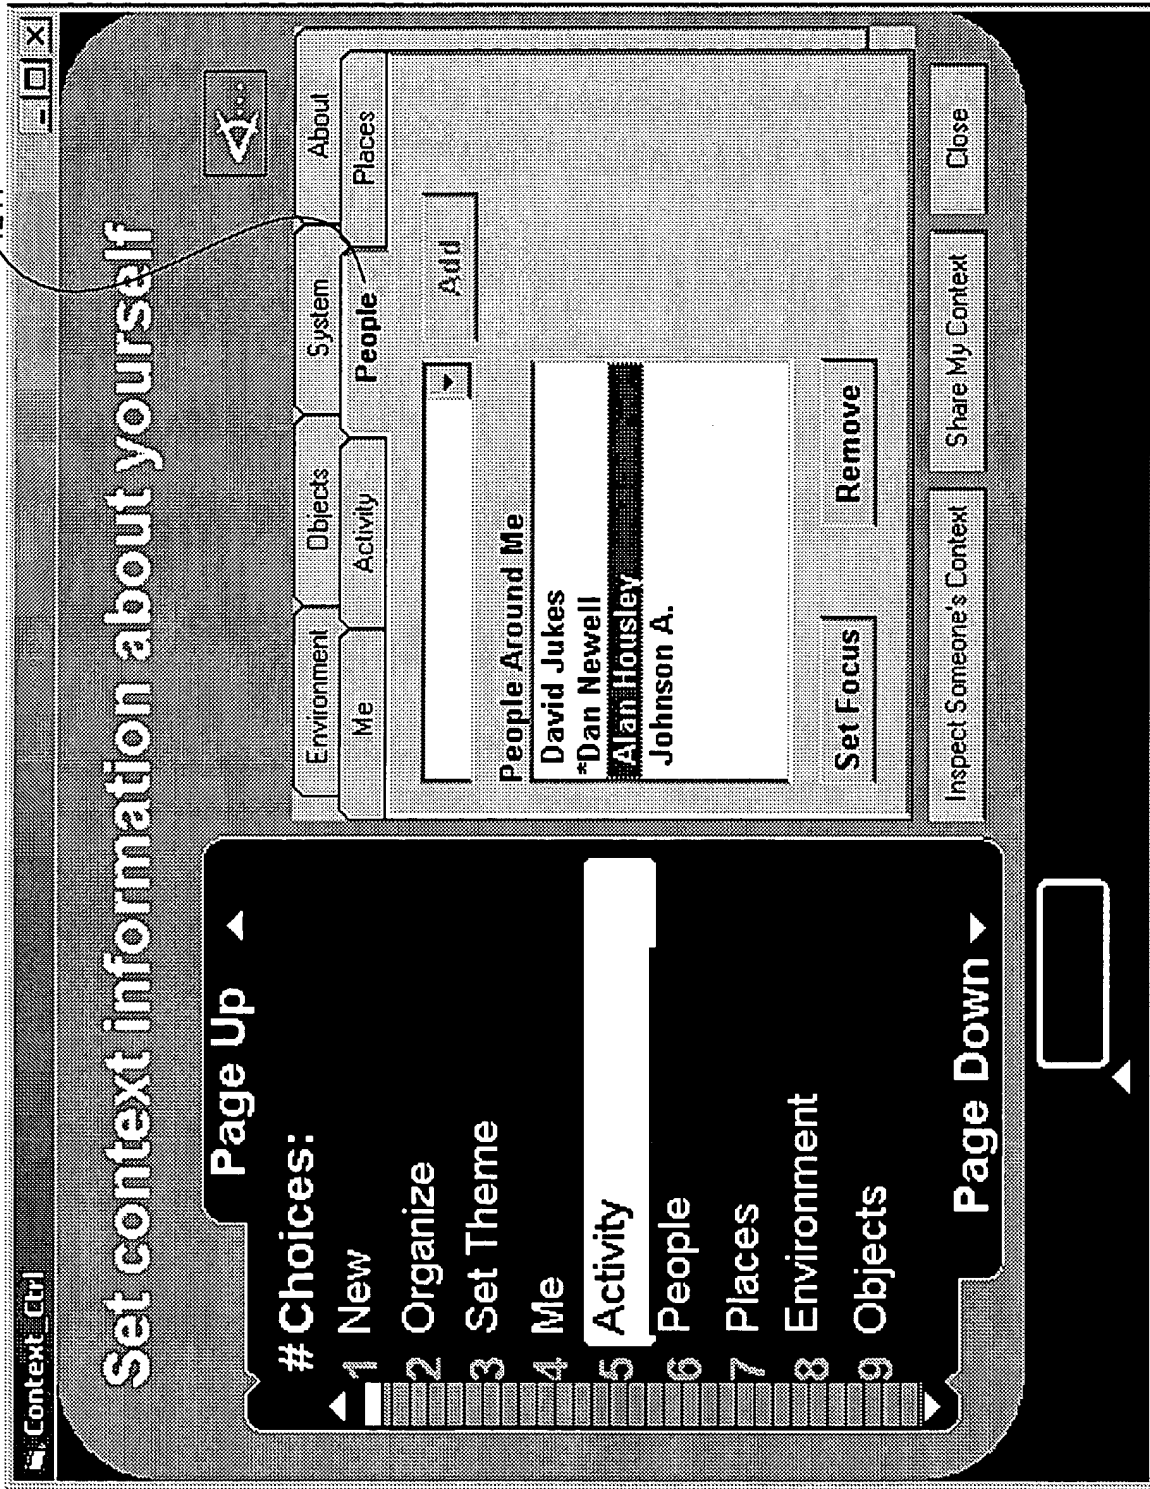 Context_Ctrl
Set context information about yourself
Page Up
# Choices:
1 New
2 Organize
3 Set Theme
4 Me
5 Activity
6 People
7 Places
8 Environment
9 Objects
Page Down
Environment Objects System About
Me Activity People Places
Add
People Around Me
David Jukes
*Dan Newell
Alan Housley
Johnson A.
Set Focus Remove
Inspect Someone's Context Share My Context Close